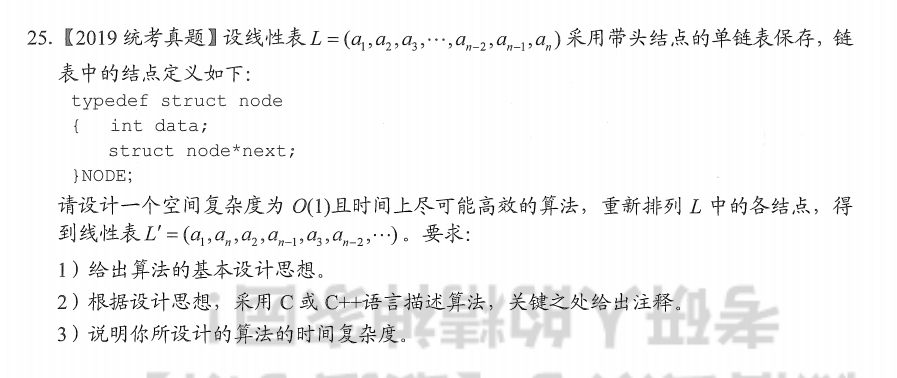 25.【2019 统考真题】设线性表 L = (a₁,a₂,a₃,⋯,aₙ₋₂,aₙ₋₁,aₙ) 采用带头结点的单链表保存，链
表中的结点定义如下：
typedef struct node
{ int data;
struct node*next;
}NODE;
请设计一个空间复杂度为 O(1)且时间上尽可能高效的算法，重新排列 L 中的各结点，得
到线性表 L′ = (a₁,aₙ,a₂,aₙ₋₁,a₃,aₙ₋₂,⋯)。要求：
1）给出算法的基本设计思想。
2）根据设计思想，采用 C 或 C++语言描述算法，关键之处给出注释。
3）说明你所设计的算法的时间复杂度。